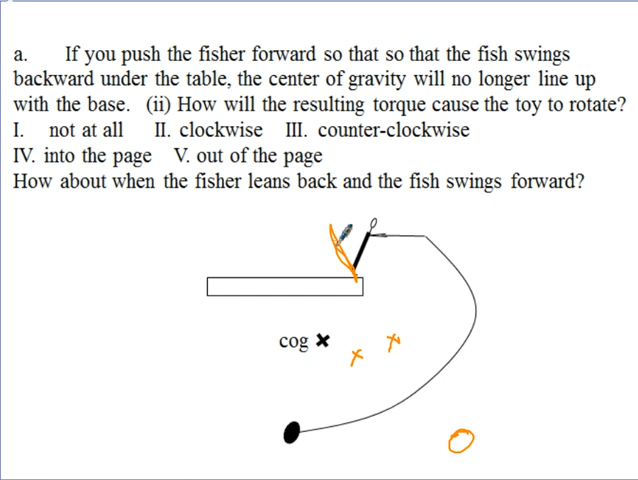 a. If you push the fisher forward so that so that the fish swings
backward under the table, the center of gravity will no longer line up
with the base. (ii) How will the resulting torque cause the toy to rotate?
I. not at all II. clockwise III. counter-clockwise
IV. into the page V. out of the page
How about when the fisher leans back and the fish swings forward?
cog